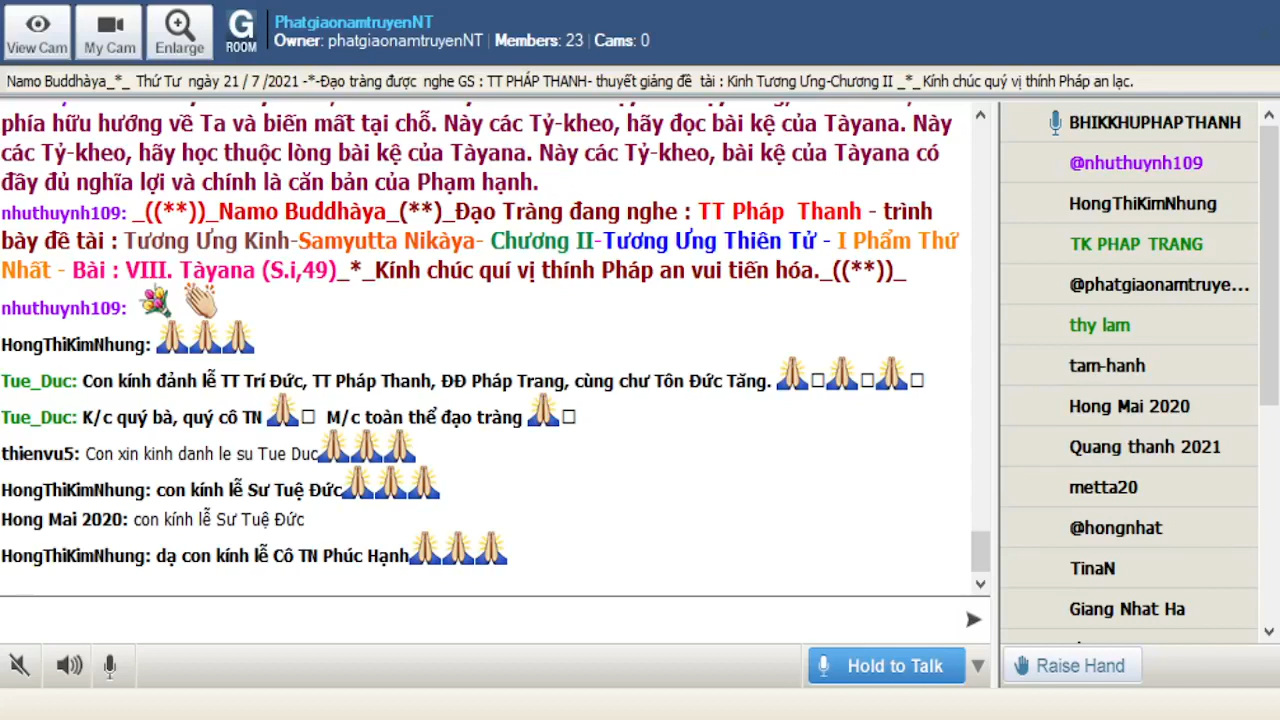 View Cam
My Cam
Enlarge
G
ROOM
PhatgiaonamtruyenNT
Owner: phatgiaonamtruyenNT | Members: 23 | Cams: 0
Namo Buddhàya_*_ Thứ Tư ngày 21 / 7 /2021 -*-Đạo tràng được nghe GS : TT PHÁP THANH- thuyết giảng đề tài : Kinh Tương Ưng-Chương II _*_Kính chúc quý vị thính Pháp an lạc.
phía hữu hướng về Ta và biến mất tại chỗ. Này các Tỷ-kheo, hãy đọc bài kệ của Tàyana. Này
các Tỷ-kheo, hãy học thuộc lòng bài kệ của Tàyana. Này các Tỷ-kheo, bài kệ của Tàyana có
đầy đủ nghĩa lợi và chính là căn bản của Phạm hạnh.
nhuthuynh109: _((**))_Namo Buddhàya_(**)_Đạo Tràng đang nghe : TT Pháp Thanh - trình
bày đề tài : Tương Ưng Kinh-Samyutta Nikàya- Chương II-Tương Ưng Thiên Tử - I Phẩm Thứ
Nhất - Bài : VIII. Tàyana (S.i,49)_*_Kính chúc quí vị thính Pháp an vui tiến hóa._((**))_
nhuthuynh109:
HongThiKimNhung:
Tue_Duc: Con kính đảnh lễ TT Trí Đức, TT Pháp Thanh, ĐĐ Pháp Trang, cùng chư Tôn Đức Tăng.
Tue_Duc: K/c quý bà, quý cô TN M/c toàn thể đạo tràng
thienvu5: Con xin kinh danh le su Tue Duc
HongThiKimNhung: con kính lễ Sư Tuệ Đức
Hong Mai 2020: con kính lễ Sư Tuệ Đức
HongThiKimNhung: dạ con kính lễ Cô TN Phúc Hạnh
BHIKKHUPHAPTHANH
@nhuthuynh109
HongThiKimNhung
TK PHAP TRANG
@phatgiaonamtruye...
thy lam
tam-hanh
Hong Mai 2020
Quang thanh 2021
metta20
@hongnhat
TinaN
Giang Nhat Ha
Hold to Talk
Raise Hand